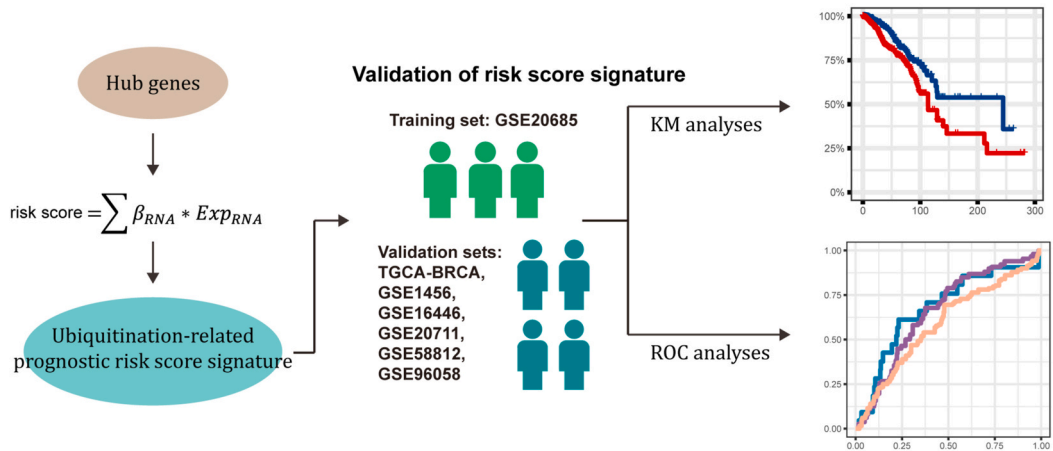 Hub genes
risk score = ∑ β_RNA * Exp_RNA
Ubiquitination-related
prognostic risk score signature
Validation of risk score signature
Training set: GSE20685
Validation sets:
TGCA-BRCA,
GSE1456,
GSE16446,
GSE20711,
GSE58812,
GSE96058
KM analyses
ROC analyses
100%
75%
50%
25%
0%
0 100 200 300
1.00
0.75
0.50
0.25
0.00
0.00 0.25 0.50 0.75 1.00